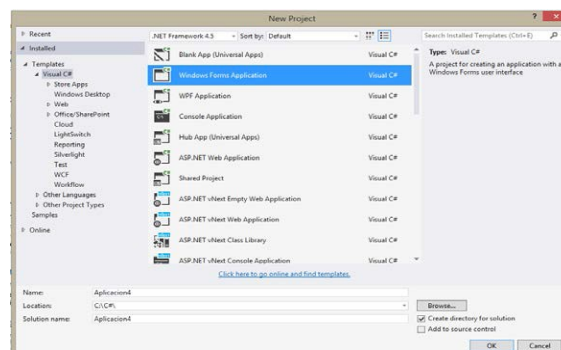 New Project
? ×
Recent
Installed
Templates
Visual C#
Store Apps
Windows Desktop
Web
Office/SharePoint
Cloud
LightSwitch
Reporting
Silverlight
Test
WCF
Workflow
Other Languages
Other Project Types
Samples
Online
.NET Framework 4.5 Sort by: Default
Blank App (Universal Apps) Visual C#
Windows Forms Application Visual C#
WPF Application Visual C#
Console Application Visual C#
Hub App (Universal Apps) Visual C#
ASP.NET Web Application Visual C#
Shared Project Visual C#
ASP.NET vNext Empty Web Application Visual C#
ASP.NET vNext Web Application Visual C#
ASP.NET vNext Class Library Visual C#
ASP.NET vNext Console Application Visual C#
Click here to go online and find templates.
Search Installed Templates (Ctrl+E)
Type: Visual C#
A project for creating an application with a
Windows Forms user interface
Name: Aplicacion4
Location: C:\C#\
Solution name: Aplicacion4
Browse...
Create directory for solution
Add to source control
OK Cancel